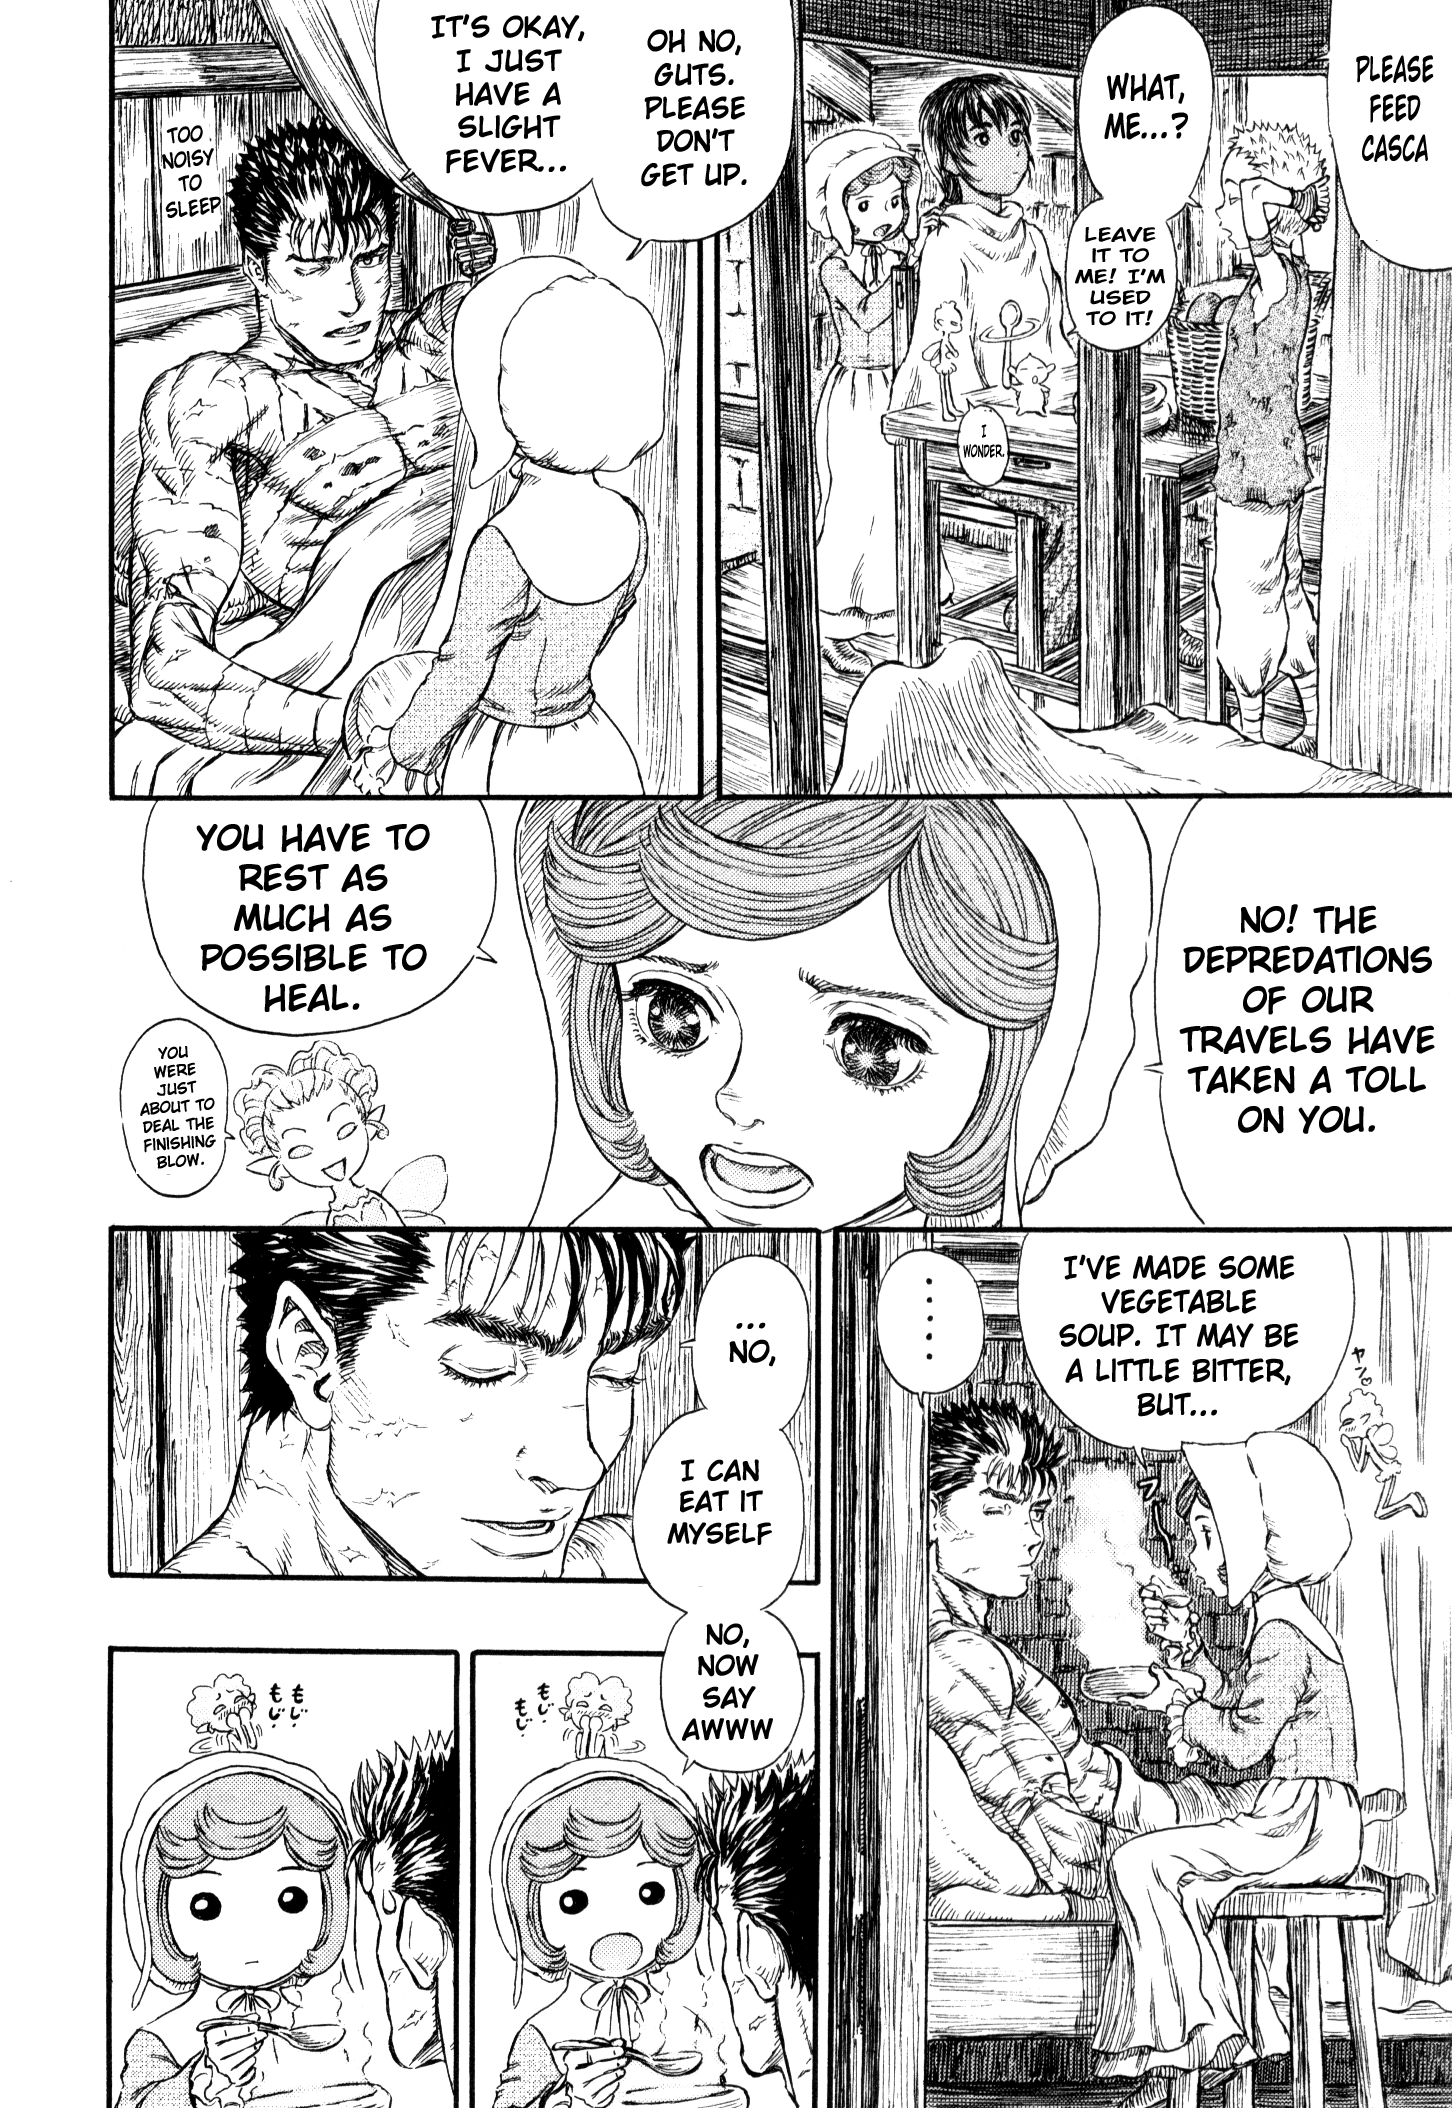 PLEASE
FEED
CASCA
WHAT,
ME...?
LEAVE
IT TO
ME! I'M
USED
TO IT!
I
WONDER.
OH NO,
GUTS.
PLEASE
DON'T
GET UP.
IT'S OKAY,
I JUST
HAVE A
SLIGHT
FEVER...
TOO
NOISY
TO
SLEEP
NO! THE
DEPREDATIONS
OF OUR
TRAVELS HAVE
TAKEN A TOLL
ON YOU.
YOU HAVE TO
REST AS
MUCH AS
POSSIBLE TO
HEAL.
YOU
WERE
JUST
ABOUT TO
DEAL THE
FINISHING
BLOW.
I'VE MADE SOME
VEGETABLE
SOUP. IT MAY BE
A LITTLE BITTER,
BUT...
ヤン♡
.....
...
NO,
I CAN
EAT IT
MYSELF
NO,
NOW
SAY
AWWW
もじ
もじ
もじ
もじ